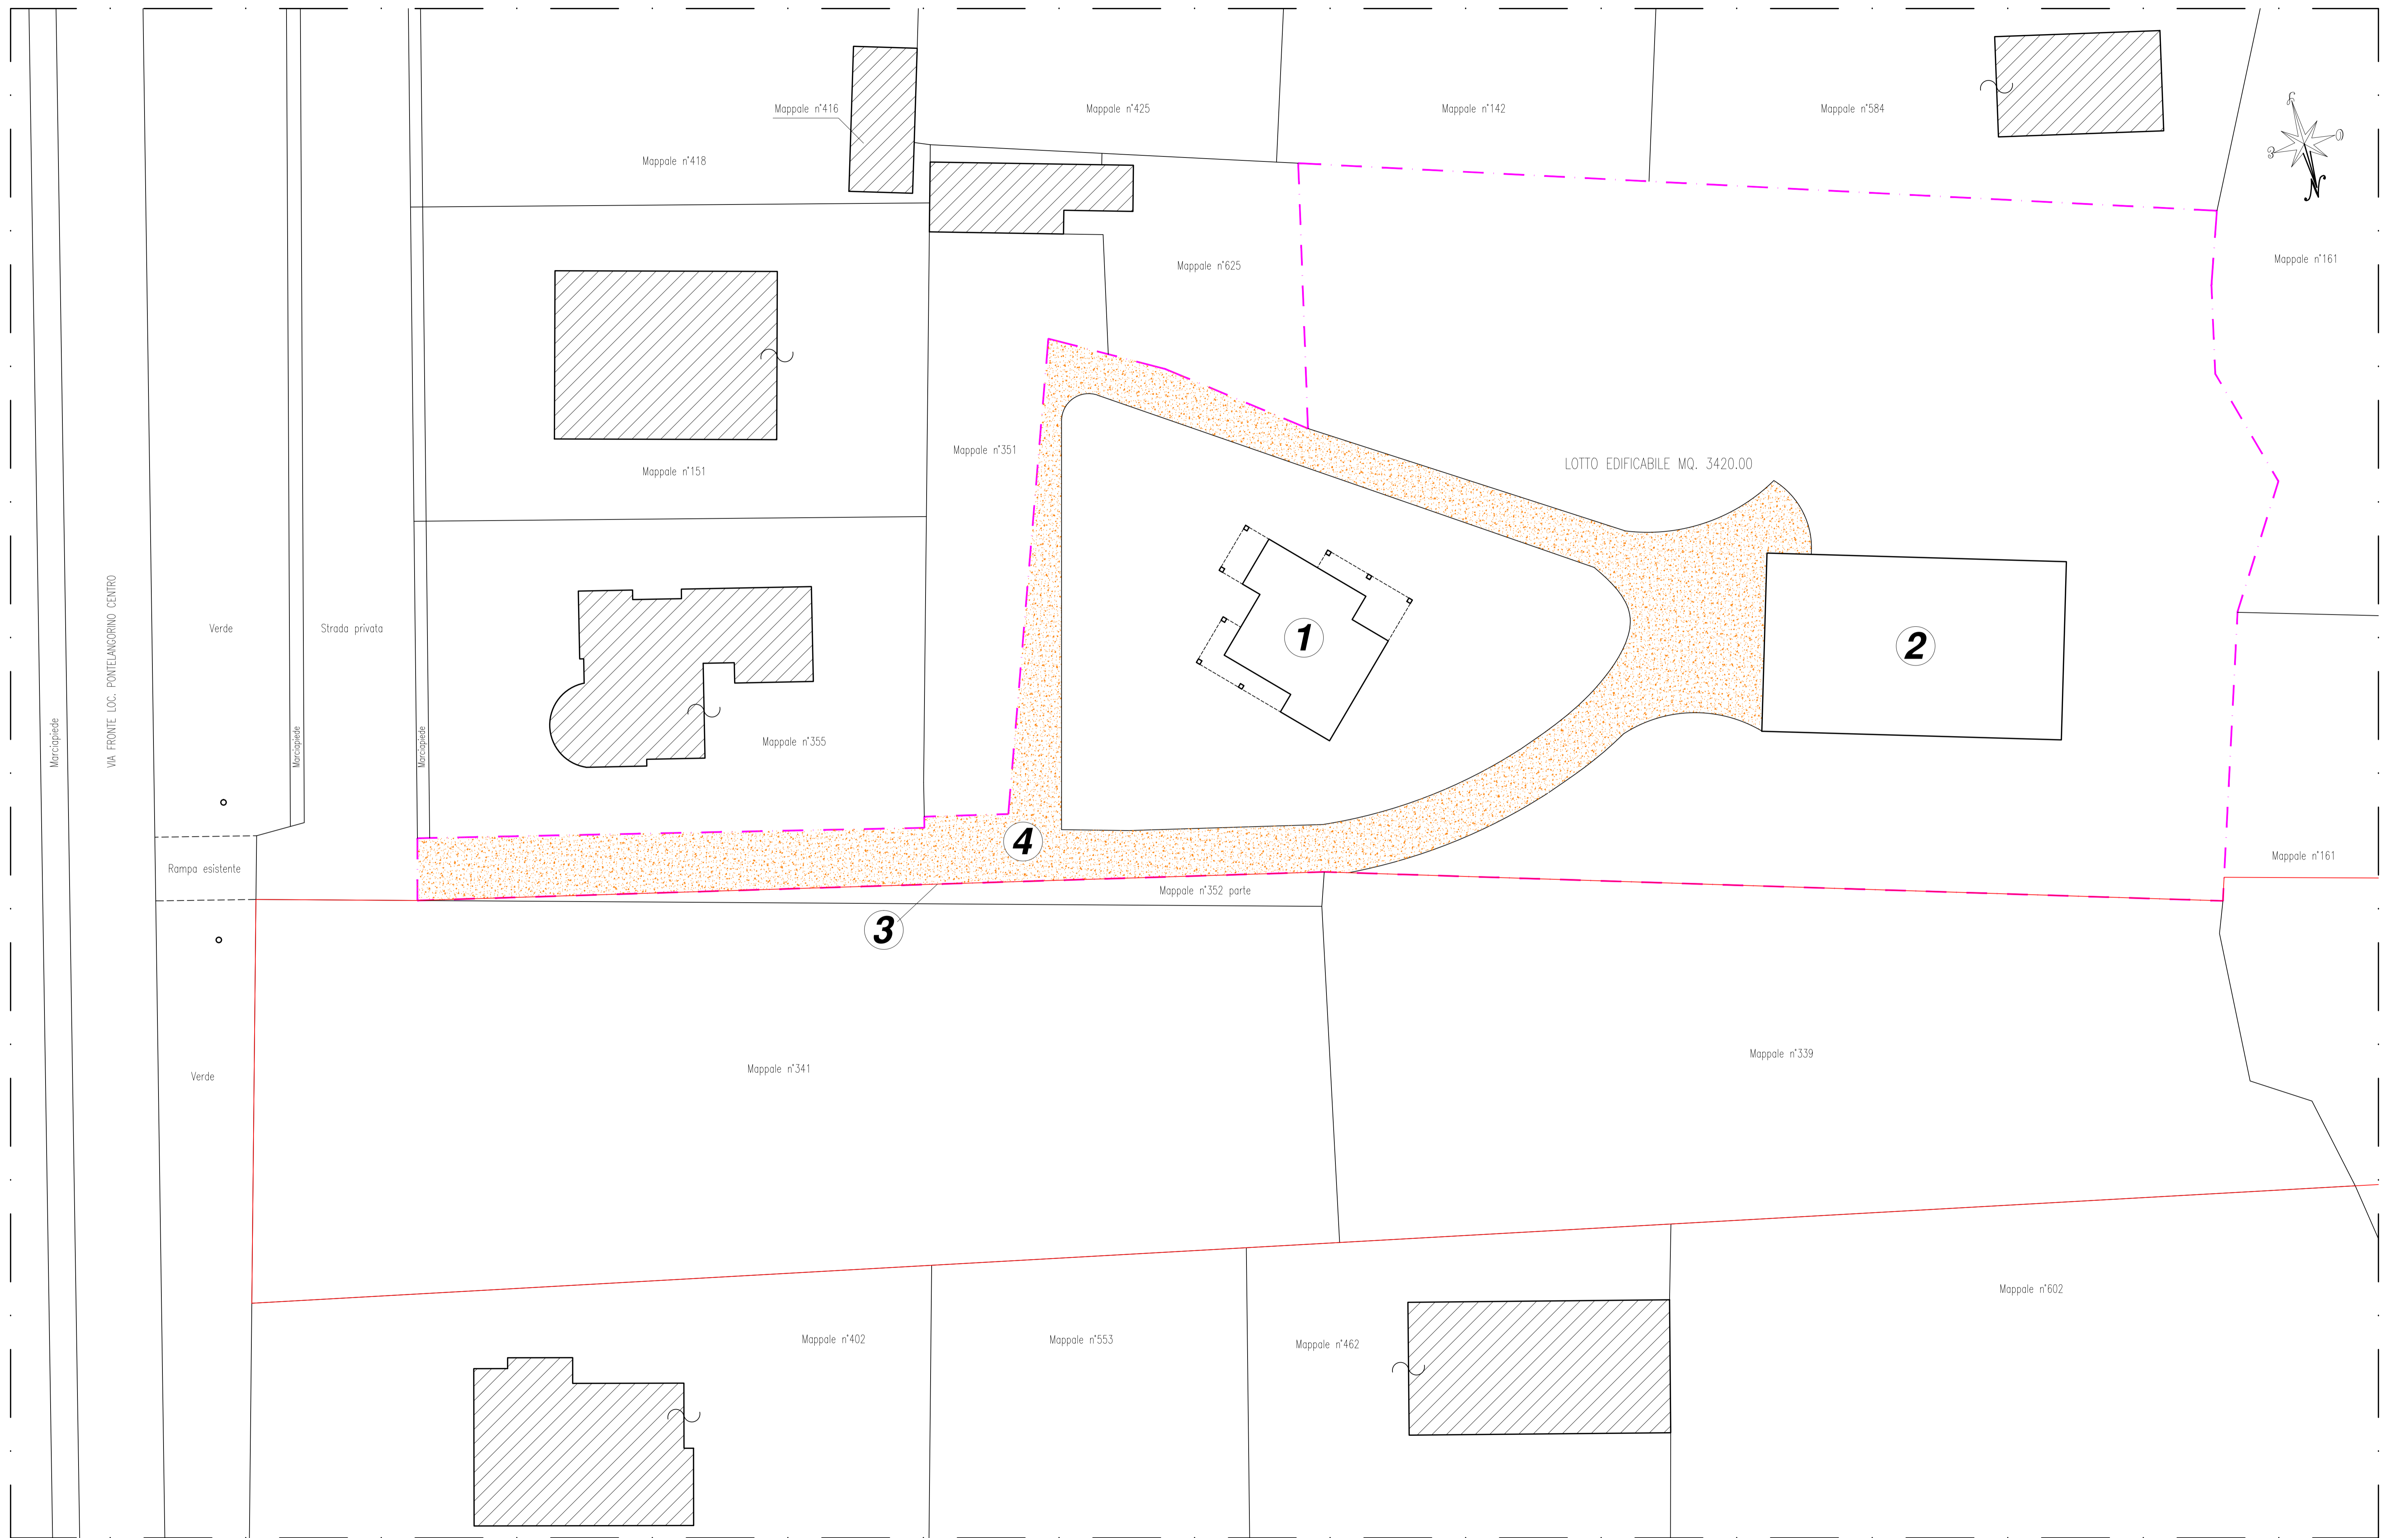 Mappale n°416
Mappale n°425
Mappale n°142
Mappale n°584
Mappale n°418
S
O
E
N
Mappale n°625
Mappale n°161
Mappale n°351
LOTTO EDIFICABILE MQ. 3420.00
Mappale n°151
VIA FRONTE LOC. PONTELANGORINO CENTRO
Verde
Strada privata
1
2
Marciapiede
Marciapiede
Marciapiede
Mappale n°355
4
Rampa esistente
Mappale n°161
Mappale n°352 parte
3
Mappale n°341
Mappale n°339
Verde
Mappale n°602
Mappale n°402
Mappale n°553
Mappale n°462